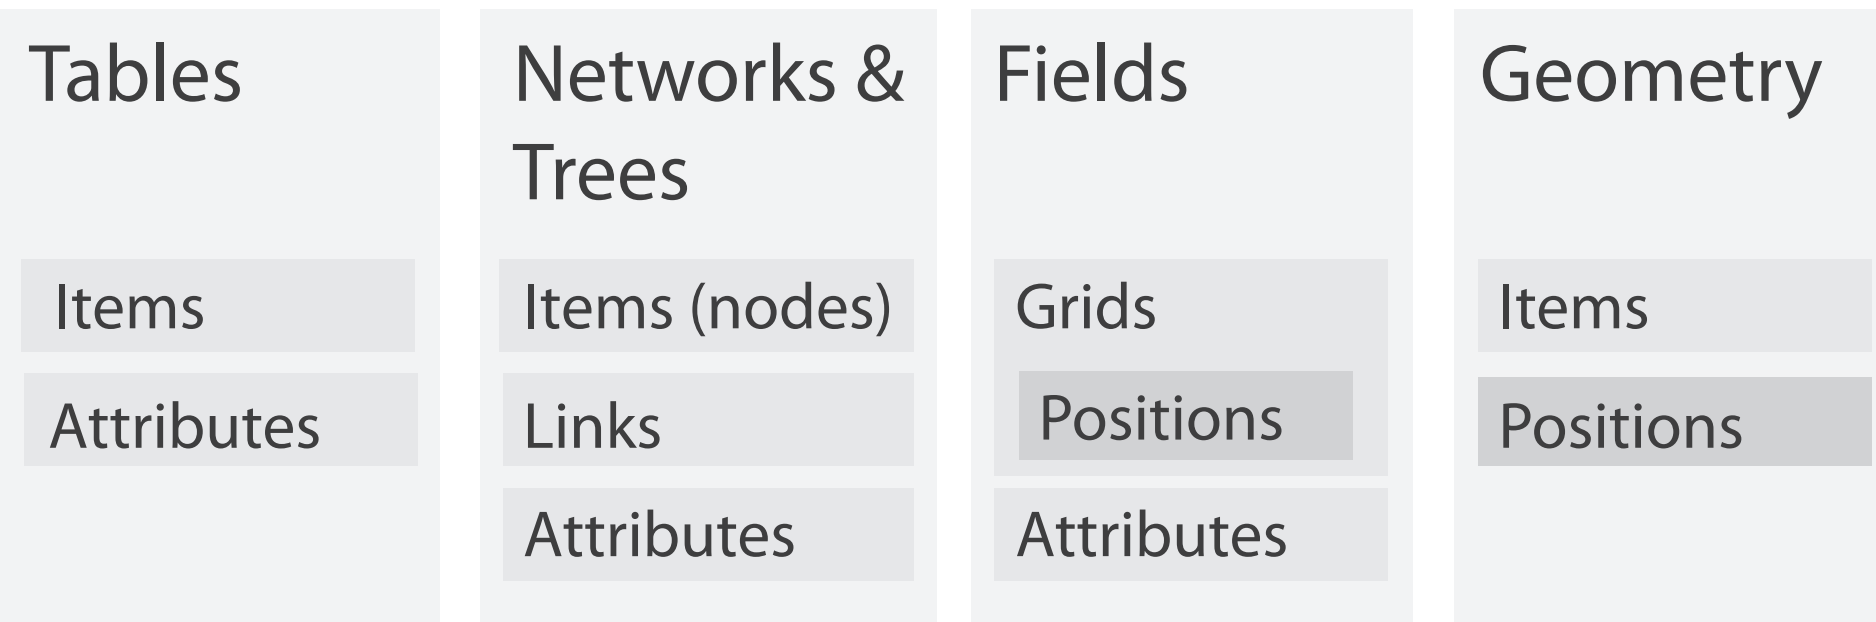 Tables
Items
Attributes
Networks &
Trees
Items (nodes)
Links
Attributes
Fields
Grids
Positions
Attributes
Geometry
Items
Positions